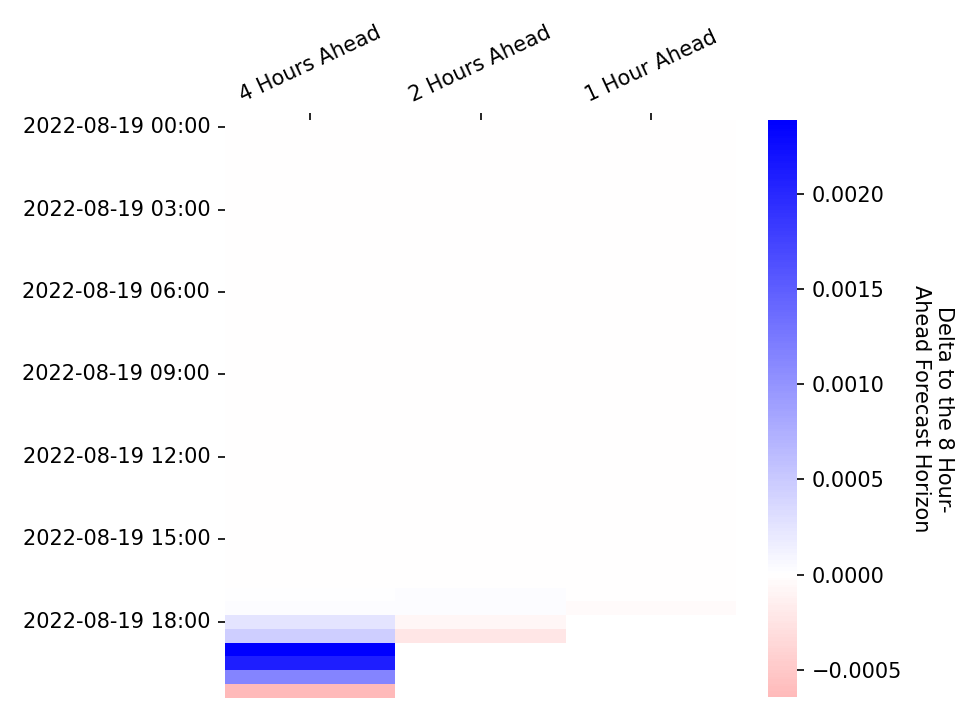 4 Hours Ahead
2 Hours Ahead
1 Hour Ahead
2022-08-19 00:00
2022-08-19 03:00
2022-08-19 06:00
2022-08-19 09:00
2022-08-19 12:00
2022-08-19 15:00
2022-08-19 18:00
0.0020
0.0015
0.0010
0.0005
0.0000
−0.0005
Delta to the 8 Hour-
Ahead Forecast Horizon